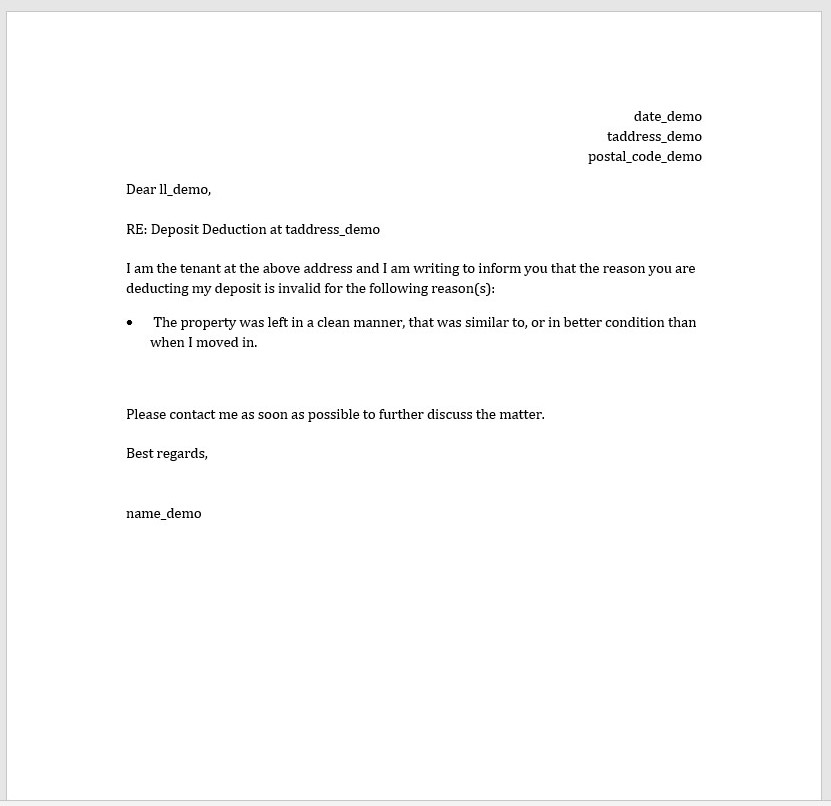 date_demo
taddress_demo
postal_code_demo
Dear ll_demo,
RE: Deposit Deduction at taddress_demo
I am the tenant at the above address and I am writing to inform you that the reason you are
deducting my deposit is invalid for the following reason(s):
• The property was left in a clean manner, that was similar to, or in better condition than
when I moved in.
Please contact me as soon as possible to further discuss the matter.
Best regards,
name_demo